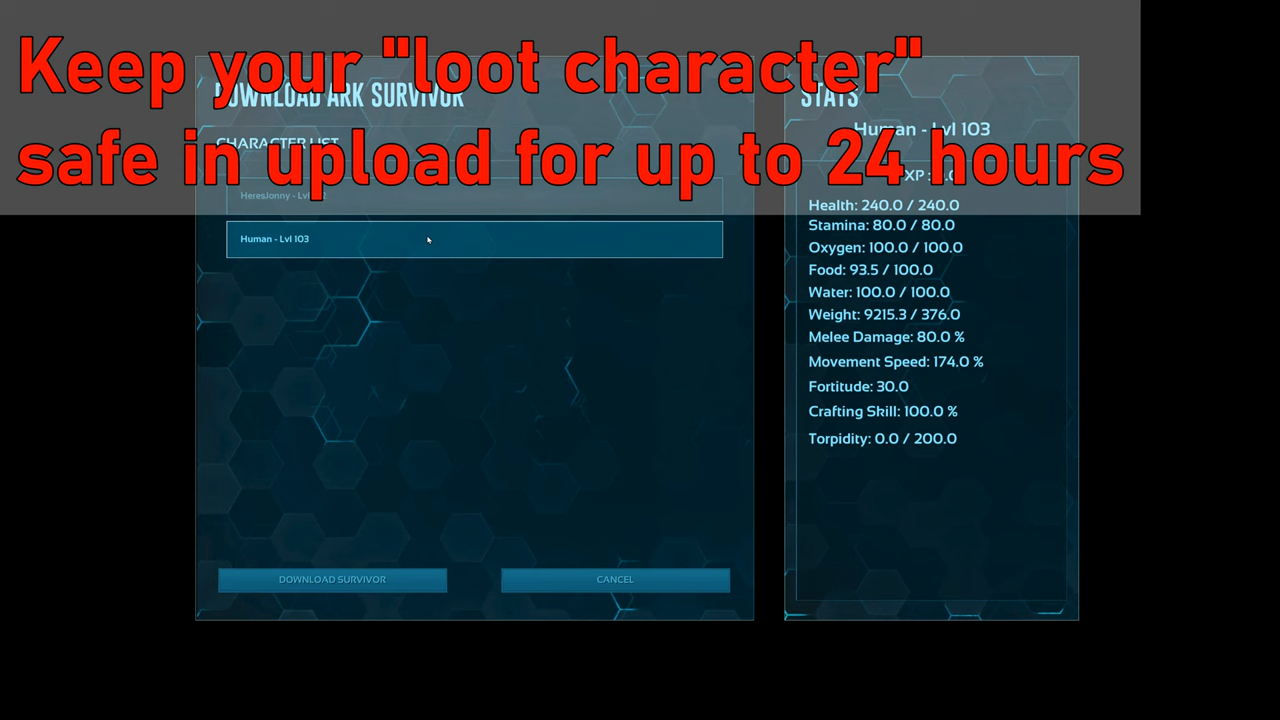 Keep your "loot character"
safe in upload for up to 24 hours
DOWNLOAD ARK SURVIVOR
CHARACTER LIST
HeresJonny - Lvl
Human - Lvl 103
DOWNLOAD SURVIVOR
CANCEL
STATS
Human - Lvl 103
XP :
Health: 240.0 / 240.0
Stamina: 80.0 / 80.0
Oxygen: 100.0 / 100.0
Food: 93.5 / 100.0
Water: 100.0 / 100.0
Weight: 9215.3 / 376.0
Melee Damage: 80.0 %
Movement Speed: 174.0 %
Fortitude: 30.0
Crafting Skill: 100.0 %
Torpidity: 0.0 / 200.0